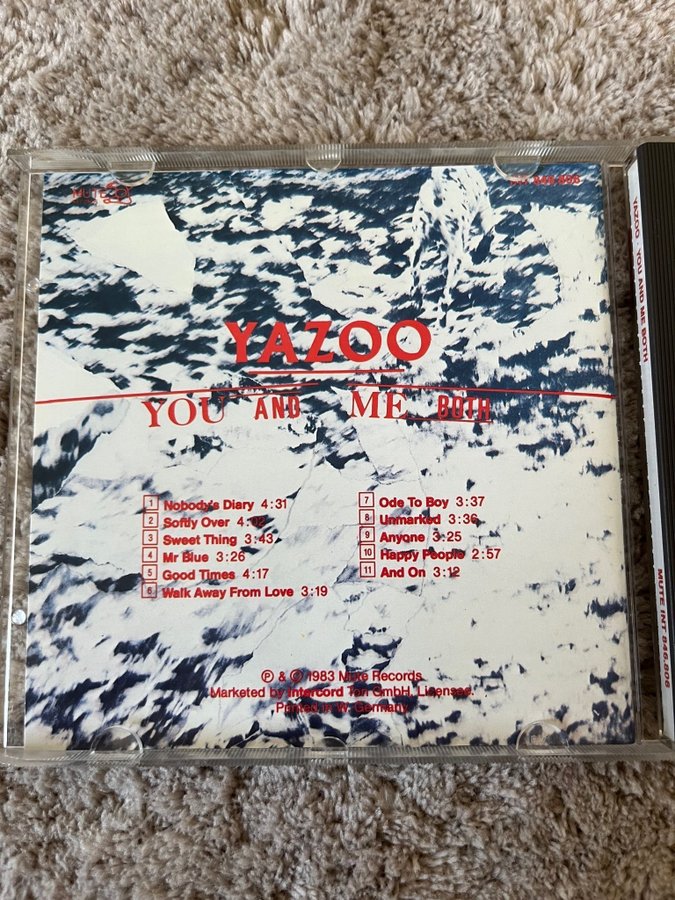 MUTE
INT 846.806
YAZOO
YOU AND ME BOTH
1 Nobody's Diary 4:31
2 Softly Over 4:02
3 Sweet Thing 3:43
4 Mr Blue 3:26
5 Good Times 4:17
6 Walk Away From Love 3:19
7 Ode To Boy 3:37
8 Unmarked 3:36
9 Anyone 3:25
10 Happy People 2:57
11 And On 3:12
℗ & © 1983 Mute Records
Marketed by Intercord Ton GmbH. Licensee.
Printed in W. Germany
YAZOO · YOU AND ME BOTH
MUTE INT 846.806